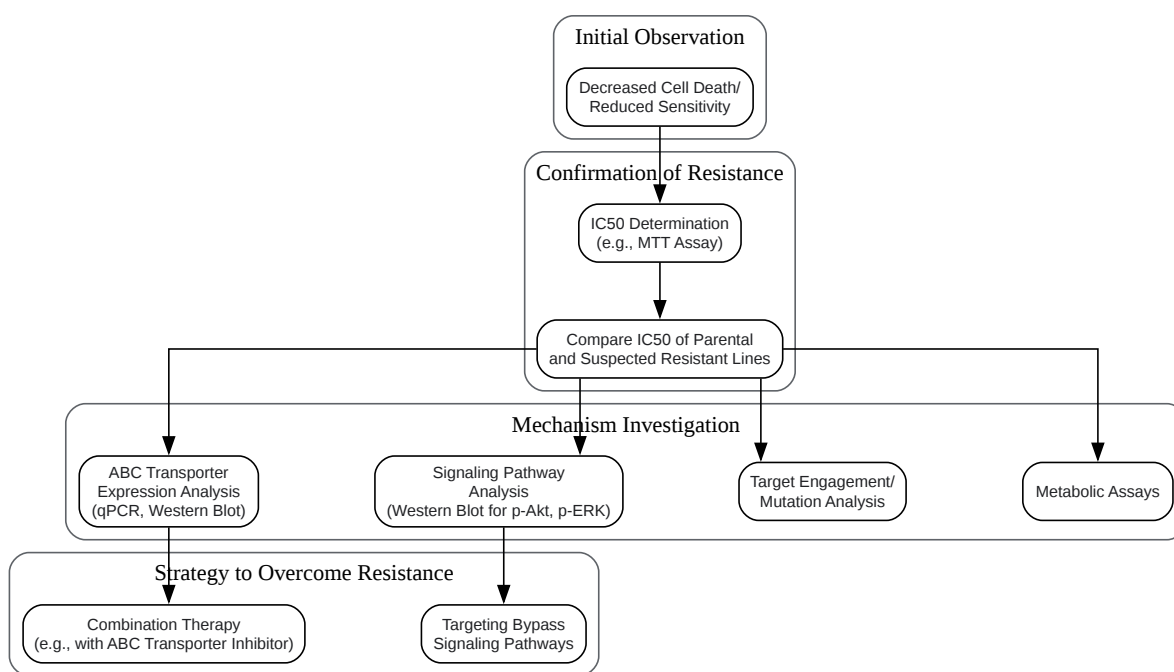 Initial Observation
Decreased Cell Death/
Reduced Sensitivity
Confirmation of Resistance
IC50 Determination
(e.g., MTT Assay)
Compare IC50 of Parental
and Suspected Resistant Lines
Mechanism Investigation
ABC Transporter
Expression Analysis
(qPCR, Western Blot)
Signaling Pathway
Analysis
(Western Blot for p-Akt, p-ERK)
Target Engagement/
Mutation Analysis
Metabolic Assays
Strategy to Overcome Resistance
Combination Therapy
(e.g., with ABC Transporter Inhibitor)
Targeting Bypass
Signaling Pathways